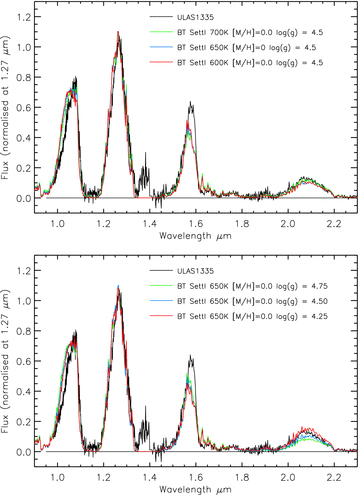 ULAS1335
BT Settl 700K [M/H]=0.0 log(g) = 4.5
BT Settl 650K [M/H]=0 log(g) = 4.5
BT Settl 600K [M/H]=0.0 log(g) = 4.5
Flux (normalised at 1.27 μm)
1.0
0.8
0.6
0.4
0.2
0.0
1.0 1.2 1.4 1.6 1.8 2.0 2.2
Wavelength μm
ULAS1335
BT Settl 650K [M/H]=0.0 log(g) = 4.75
BT Settl 650K [M/H]=0.0 log(g) = 4.50
BT Settl 650K [M/H]=0.0 log(g) = 4.25
Flux (normalised at 1.27 μm)
1.0
0.8
0.6
0.4
0.2
0.0
1.0 1.2 1.4 1.6 1.8 2.0 2.2
Wavelength μm